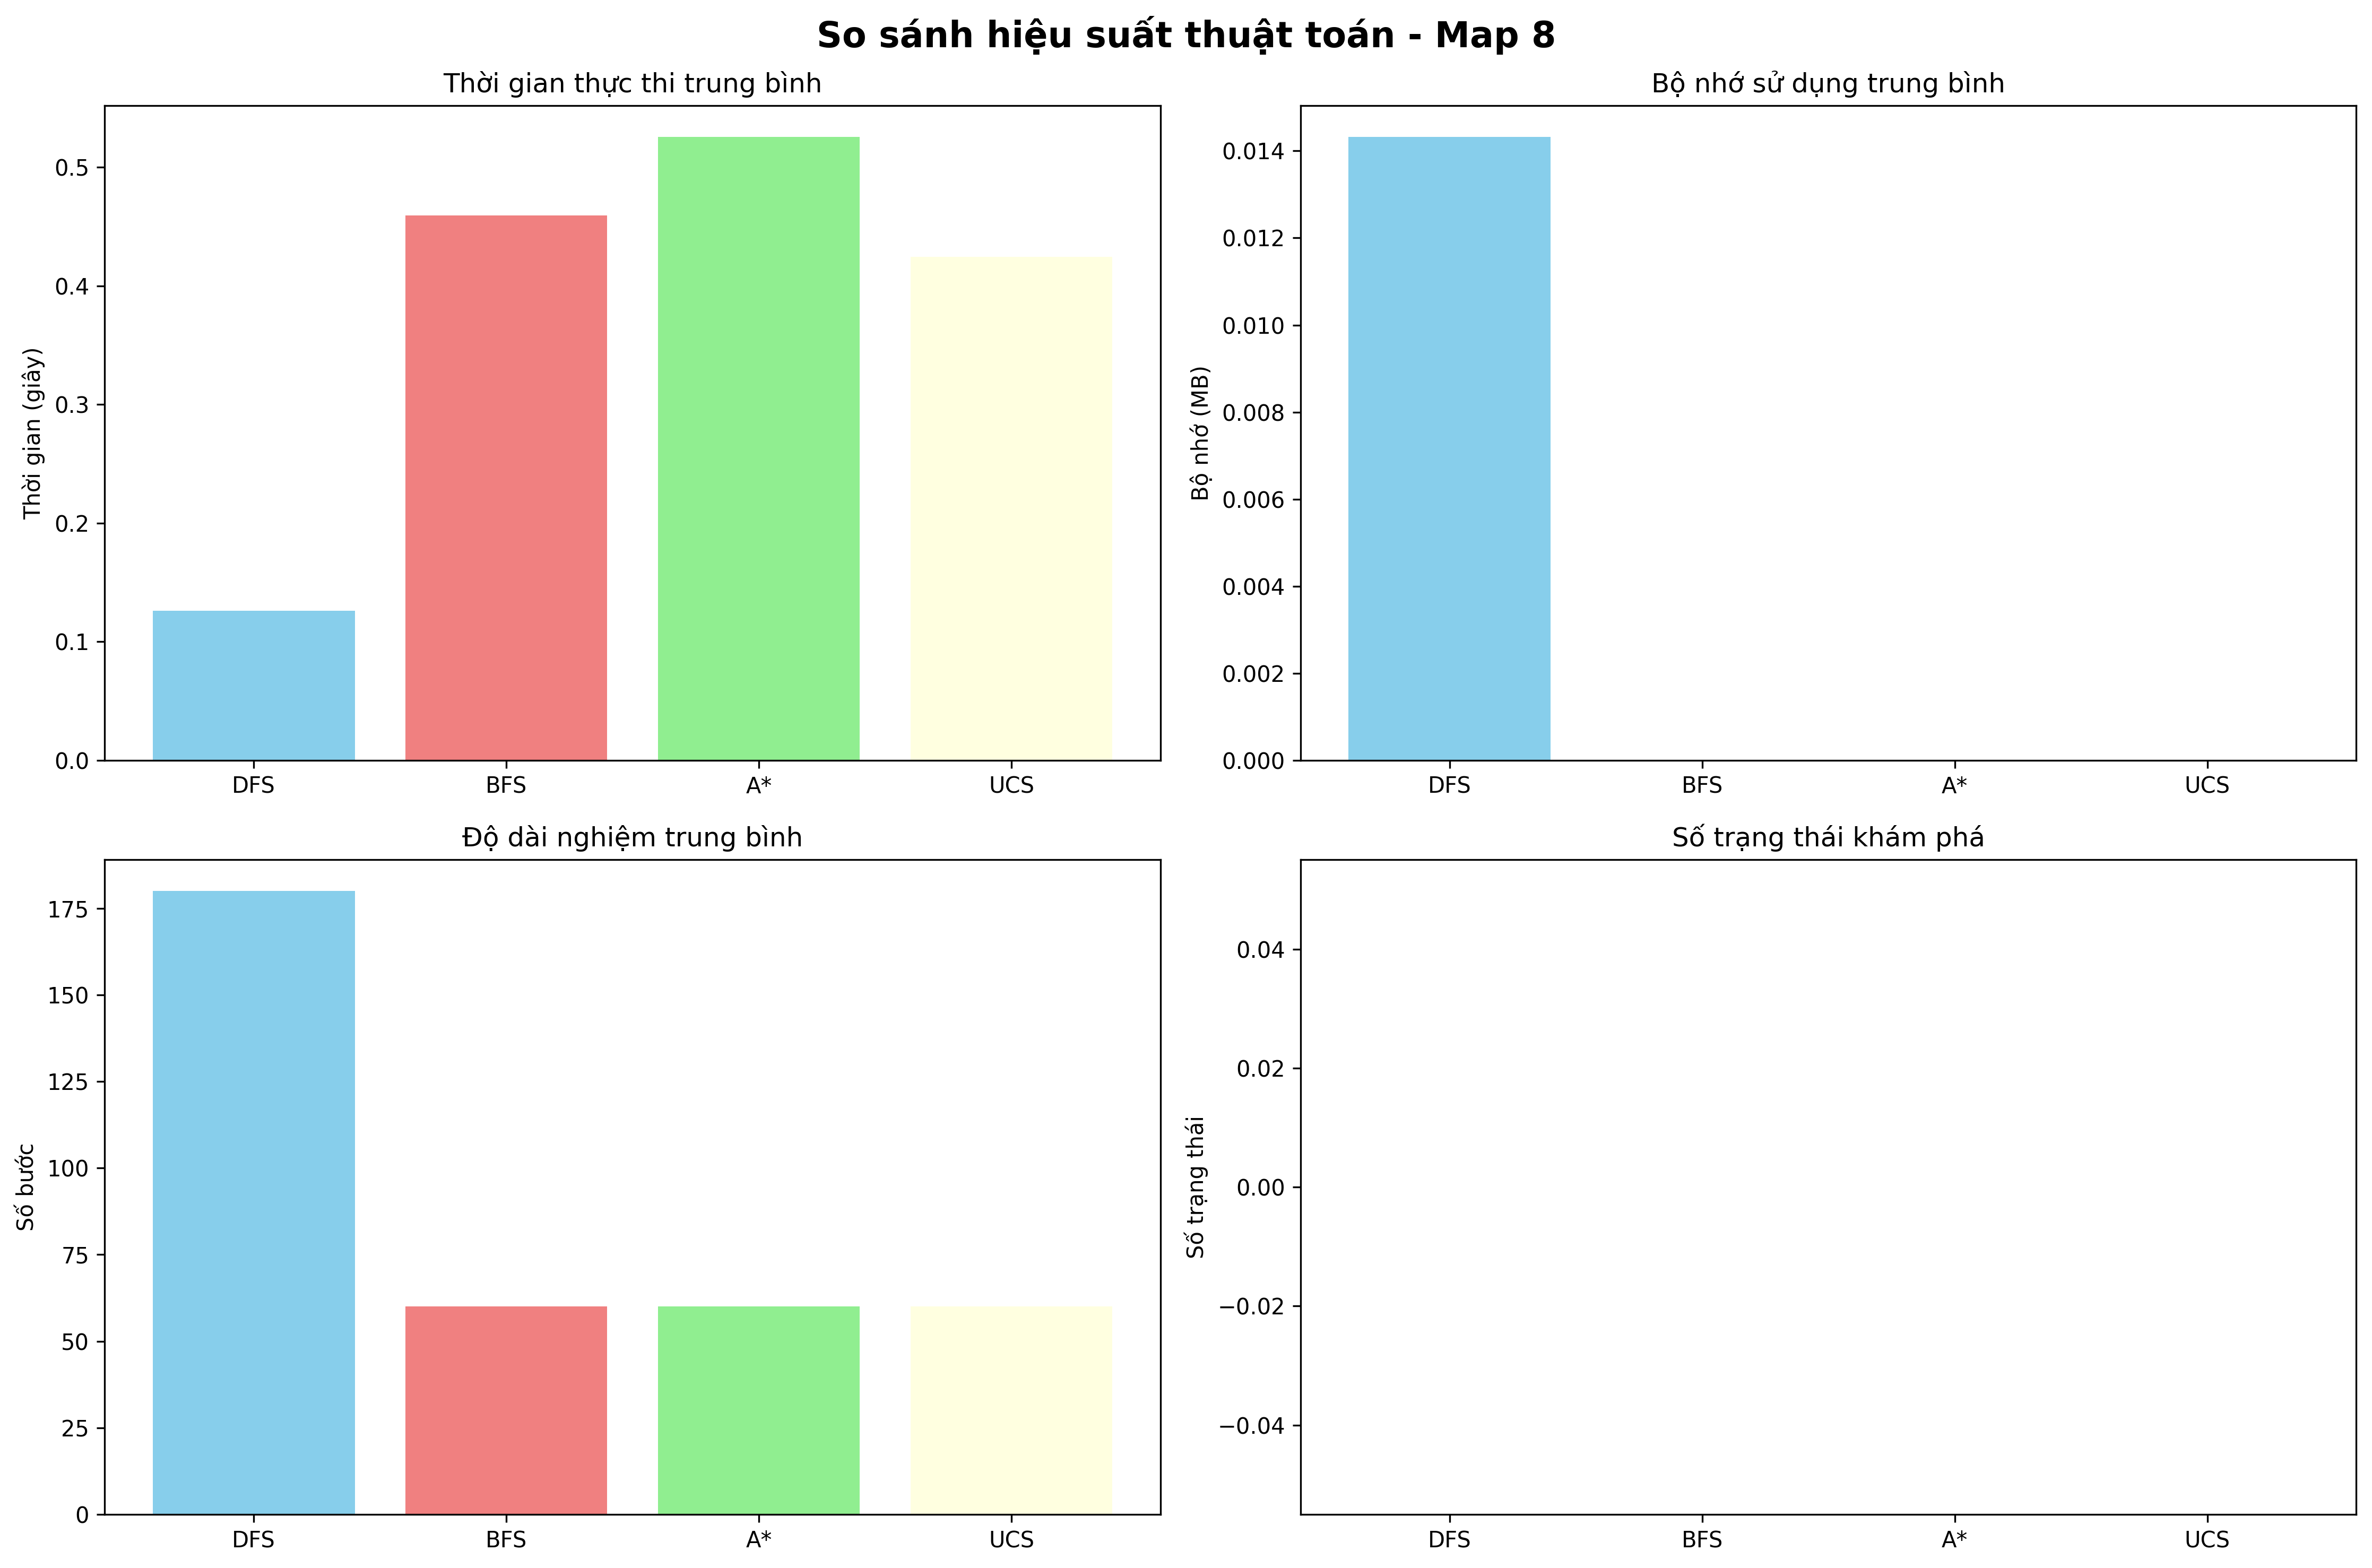 So sánh hiệu suất thuật toán - Map 8
Thời gian thực thi trung bình
Thời gian (giây)
0.5
0.4
0.3
0.2
0.1
0.0
DFS BFS A* UCS
Bộ nhớ sử dụng trung bình
Bộ nhớ (MB)
0.014
0.012
0.010
0.008
0.006
0.004
0.002
0.000
DFS BFS A* UCS
Độ dài nghiệm trung bình
Số bước
175
150
125
100
75
50
25
0
DFS BFS A* UCS
Số trạng thái khám phá
Số trạng thái
0.04
0.02
0.00
−0.02
−0.04
DFS BFS A* UCS